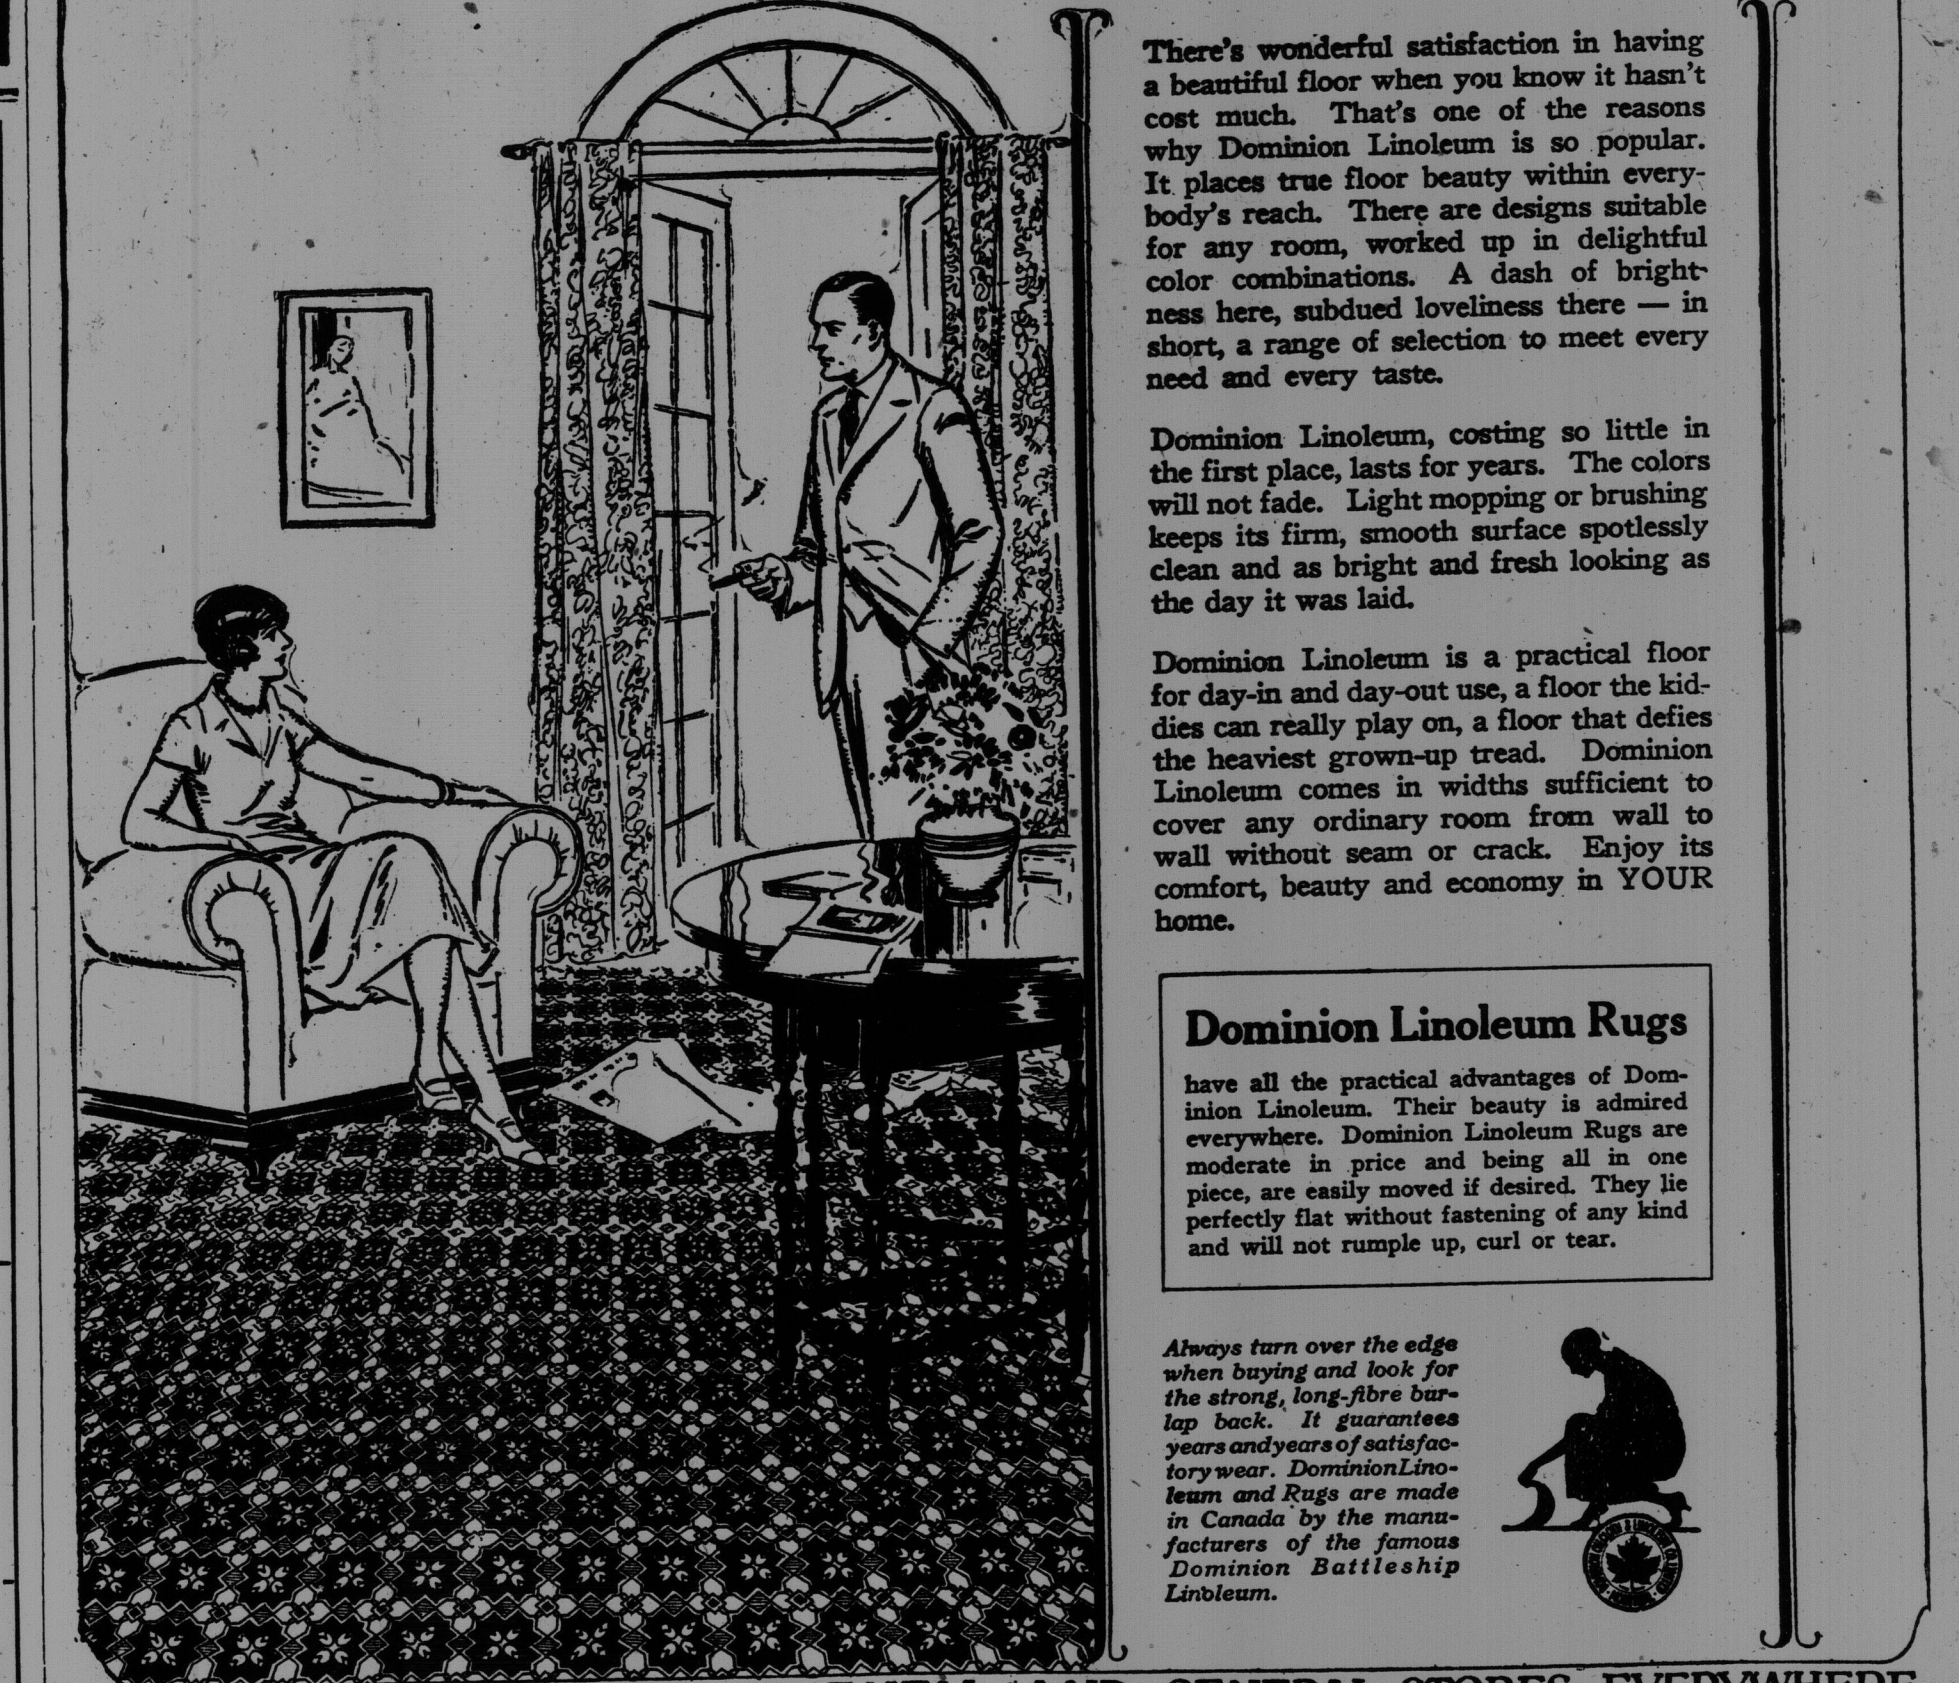 There's wonderful satisfaction in having
a beautiful floor when you know it hasn't
cost much. That's one of the reasons
why Dominion Linoleum is so popular.
It places true floor beauty within every-
body's reach. There are designs suitable
for any room, worked up in delightful
color combinations. A dash of bright-
ness here, subdued loveliness there — in
short, a range of selection to meet every
need and every taste.
Dominion Linoleum, costing so little in
the first place, lasts for years. The colors
will not fade. Light mopping or brushing
keeps its firm, smooth surface spotlessly
clean and as bright and fresh looking as
the day it was laid.
Dominion Linoleum is a practical floor
for day-in and day-out use, a floor the kid-
dies can really play on, a floor that defies
the heaviest grown-up tread. Dominion
Linoleum comes in widths sufficient to
cover any ordinary room from wall to
wall without seam or crack. Enjoy its
comfort, beauty and economy in YOUR
home.
Dominion Linoleum Rugs
have all the practical advantages of Dom-
inion Linoleum. Their beauty is admired
everywhere. Dominion Linoleum Rugs are
moderate in price and being all in one
piece, are easily moved if desired. They lie
perfectly flat without fastening of any kind
and will not rumple up, curl or tear.
Always turn over the edge
when buying and look for
the strong, long-fibre bur-
lap back. It guarantees
years and years of satisfac-
tory wear. Dominion Lino-
leum and Rugs are made
in Canada by the manu-
facturers of the famous
Dominion Battleship
Linoleum.
AND GENERAL STORES EVERYWHERE